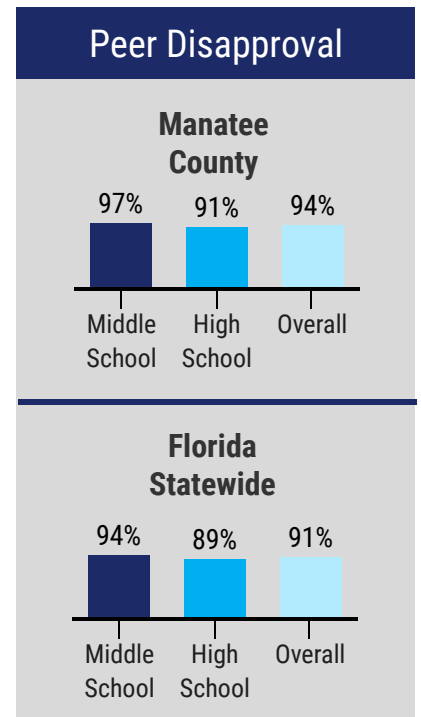 Peer Disapproval
Manatee
County
97% 91% 94%
Middle High Overall
School School
Florida
Statewide
94% 89% 91%
Middle High Overall
School School